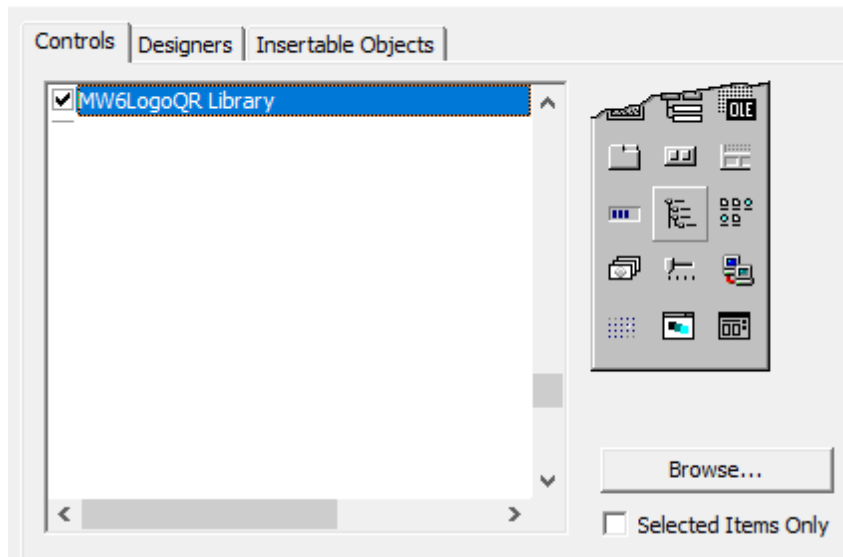 Controls Designers Insertable Objects
MW6LogoQR Library
OLE
Browse...
Selected Items Only